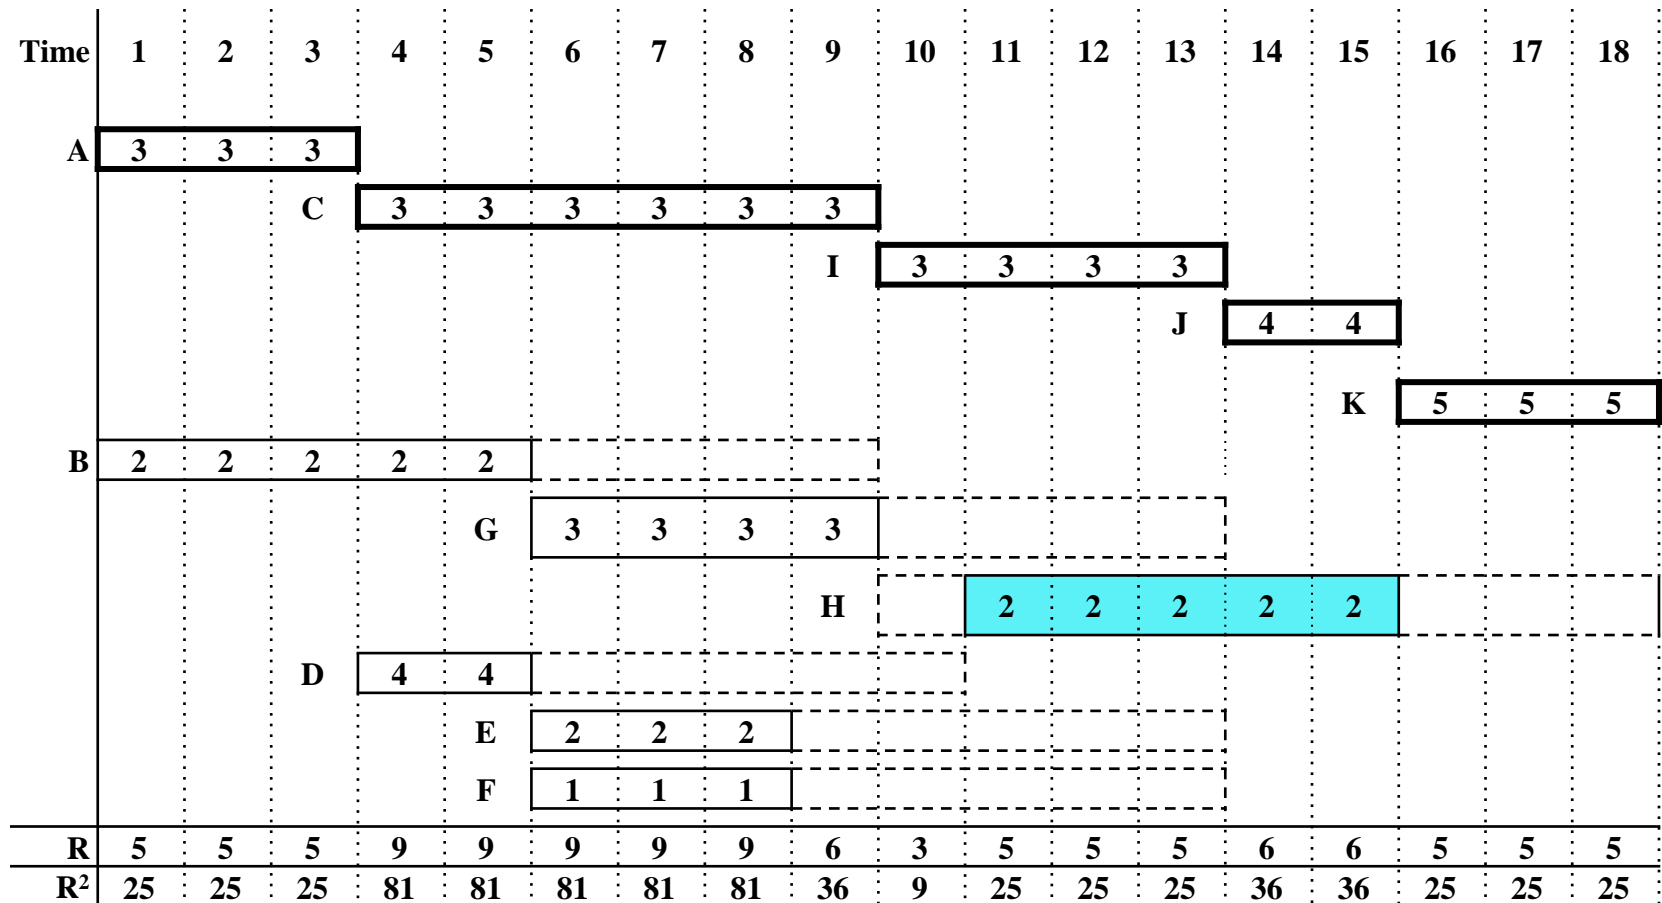 Time 1 2 3 4 5 6 7 8 9 10 11 12 13 14 15 16 17 18
A 3 3 3
C 3 3 3 3 3 3
I 3 3 3 3
J 4 4
K 5 5 5
B 2 2 2 2 2
G 3 3 3 3
H 2 2 2 2 2
D 4 4
E 2 2 2
F 1 1 1
R 5 5 5 9 9 9 9 9 6 3 5 5 5 6 6 5 5 5
R² 25 25 25 81 81 81 81 81 36 9 25 25 25 36 36 25 25 25